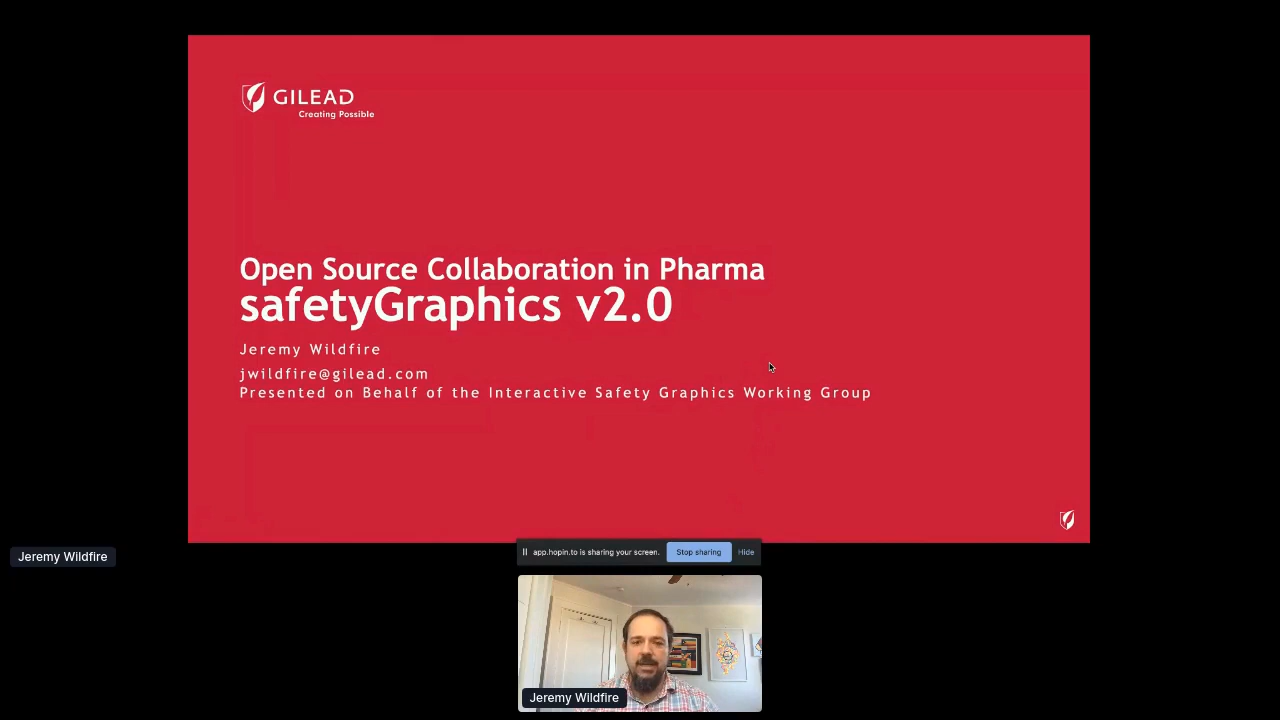 GILEAD
Creating Possible
Open Source Collaboration in Pharma
safetyGraphics v2.0
Jeremy Wildfire
jwildfire@gilead.com
Presented on Behalf of the Interactive Safety Graphics Working Group
Jeremy Wildfire
app.hopin.to is sharing your screen. Stop sharing Hide
Jeremy Wildfire